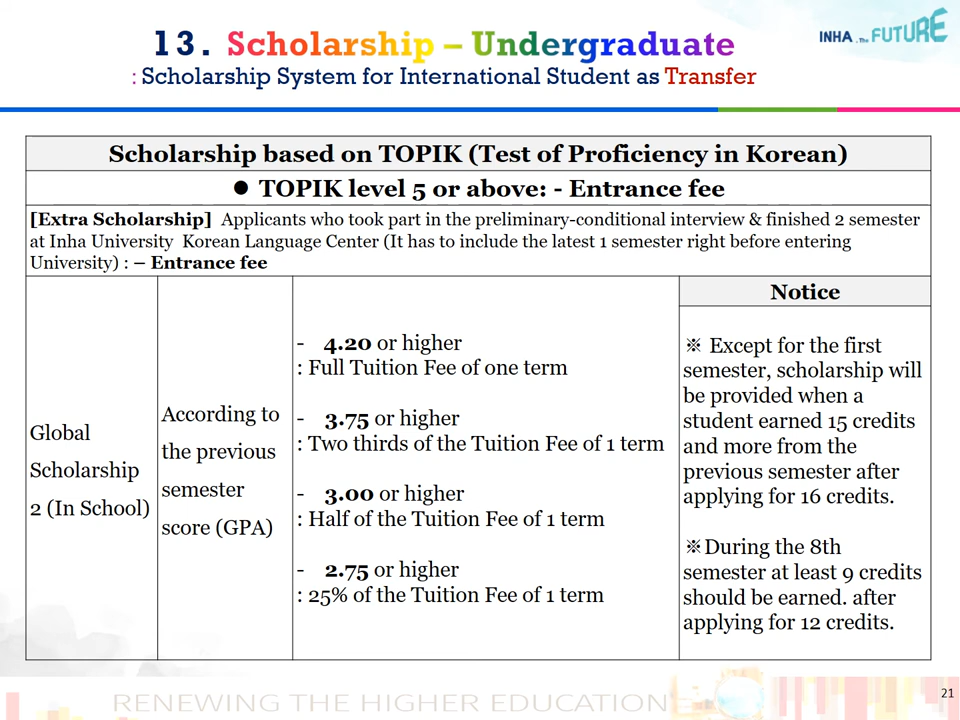 13. Scholarship – Undergraduate
: Scholarship System for International Student as Transfer
INHA in The FUTURE
Scholarship based on TOPIK (Test of Proficiency in Korean)
● TOPIK level 5 or above: - Entrance fee
[Extra Scholarship] Applicants who took part in the preliminary-conditional interview & finished 2 semester
at Inha University Korean Language Center (It has to include the latest 1 semester right before entering
University) : – Entrance fee
Global
Scholarship
2 (In School)
According to
the previous
semester
score (GPA)
- 4.20 or higher
: Full Tuition Fee of one term
- 3.75 or higher
: Two thirds of the Tuition Fee of 1 term
- 3.00 or higher
: Half of the Tuition Fee of 1 term
- 2.75 or higher
: 25% of the Tuition Fee of 1 term
Notice
※ Except for the first
semester, scholarship will
be provided when a
student earned 15 credits
and more from the
previous semester after
applying for 16 credits.
※During the 8th
semester at least 9 credits
should be earned. after
applying for 12 credits.
RENEWING THE HIGHER EDUCATION
21